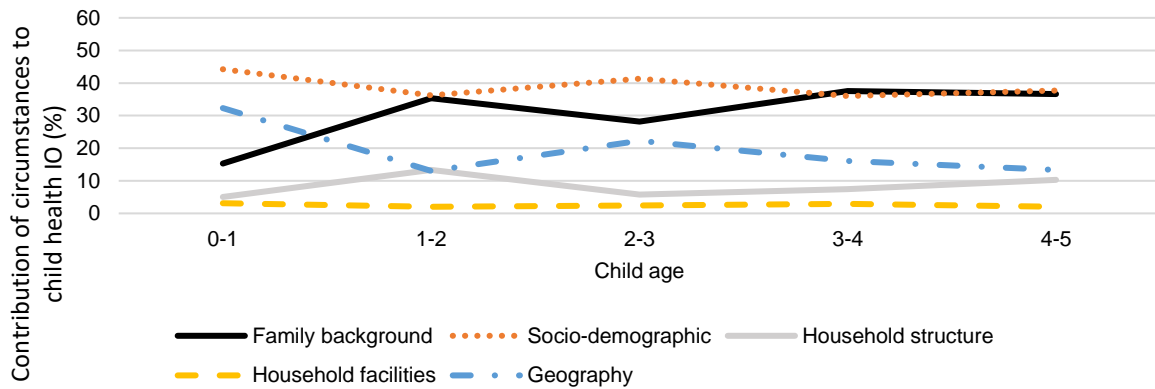 Contribution of circumstances to
child health IO (%)
60
50
40
30
20
10
0
0-1 1-2 2-3 3-4 4-5
Child age
Family background Socio-demographic Household structure
Household facilities Geography